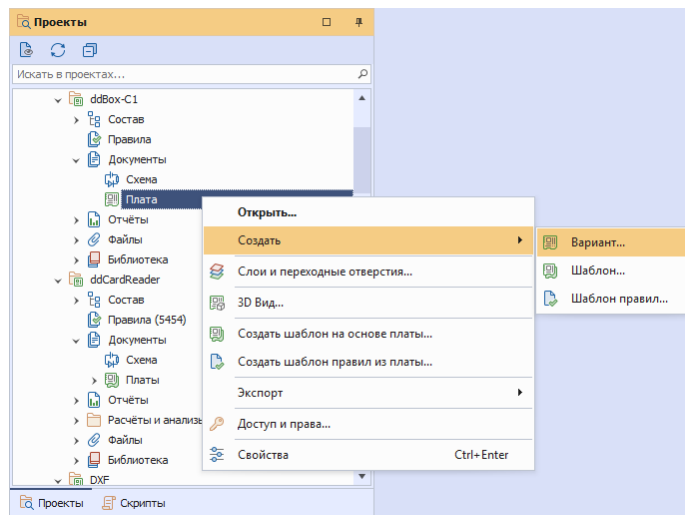 Проекты
Искать в проектах...
ddBox-C1
Состав
Правила
Документы
Схема
Плата
Отчёты
Файлы
Библиотека
ddCardReader
Состав
Правила (5454)
Документы
Схема
Платы
Отчёты
Расчёты и анализы
Файлы
Библиотека
DXF
Проекты Скрипты
Открыть...
Создать
Слои и переходные отверстия...
3D Вид...
Создать шаблон на основе платы...
Создать шаблон правил из платы...
Экспорт
Доступ и права...
Свойства Ctrl+Enter
Вариант...
Шаблон...
Шаблон правил...